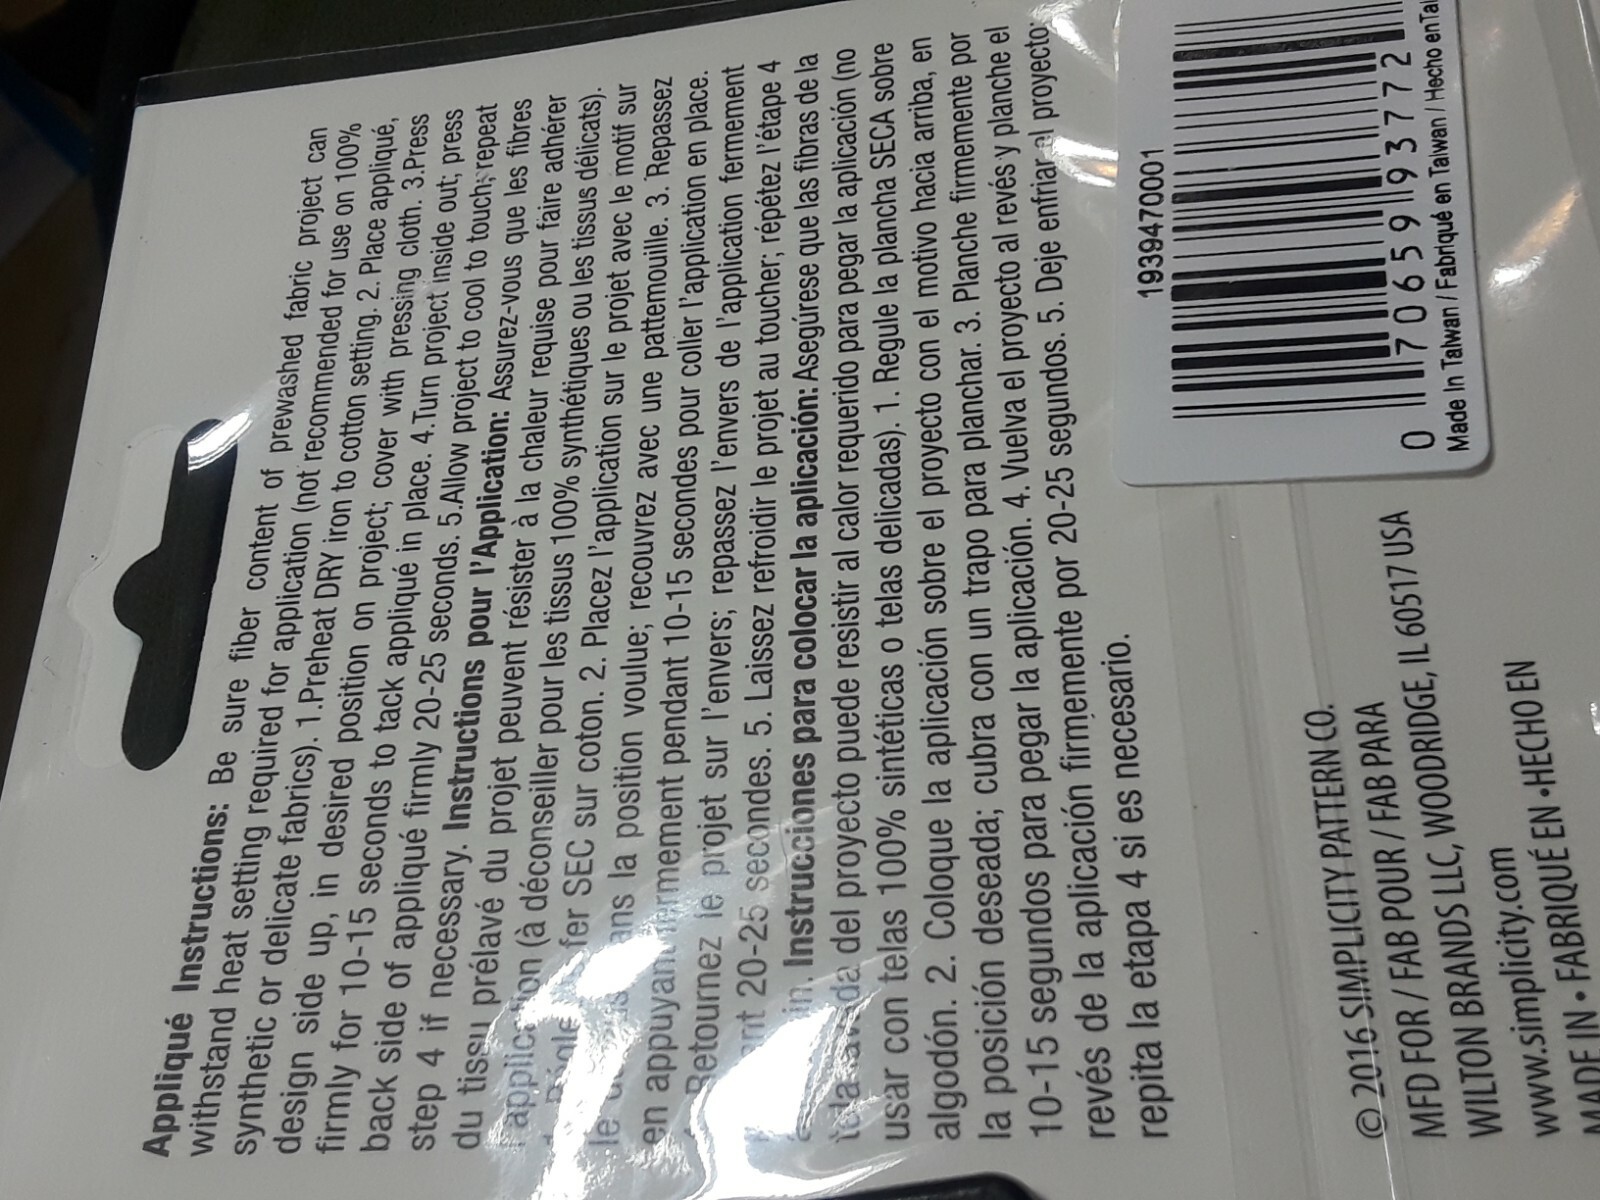 Appliqué Instructions: Be sure fiber content of prewashed fabric project can
withstand heat setting required for application (not recommended for use on 100%
synthetic or delicate fabrics). 1.Preheat DRY iron to cotton setting. 2. Place appliqué,
design side up, in desired position on project; cover with pressing cloth. 3.Press
firmly for 10-15 seconds to tack appliqué in place. 4.Turn project inside out; press
back side of appliqué firmly 20-25 seconds. 5.Allow project to cool to touch; repeat
step 4 if necessary. Instructions pour l'Application: Assurez-vous que les fibres
du tissu prélavé du projet peuvent résister à la chaleur requise pour faire adhérer
l'application (à déconseiller pour les tissus 100% synthétiques ou les tissus délicats).
fer SEC sur coton. 2. Placez l'application sur le projet avec le motif sur
le dans la position voulue; recouvrez avec une pattemouille. 3. Repassez
en appuyant fermement pendant 10-15 secondes pour coller l'application en place.
Retournez le projet sur l'envers; repassez l'envers de l'application fermement
20-25 secondes. 5. Laissez refroidir le projet au toucher; répétez l'étape 4
Instrucciones para colocar la aplicación: Asegúrese que las fibras de la
tela del proyecto puede resistir al calor requerido para pegar la aplicación (no
usar con telas 100% sintéticas o telas delicadas). 1. Regule la plancha SECA sobre
algodón. 2. Coloque la aplicación sobre el proyecto con el motivo hacia arriba, en
la posición deseada; cubra con un trapo para planchar. 3. Planche firmemente por
10-15 segundos para pegar la aplicación. 4. Vuelva el proyecto al revés y planche el
revés de la aplicación firmemente por 20-25 segundos. 5. Deje enfriar el proyecto;
repita la etapa 4 si es necesario.
1939470001
0 70659 93772
Made in Taiwan / Fabriqué en Taiwan / Hecho en
© 2016 SIMPLICITY PATTERN CO.
MFD FOR / FAB POUR / FAB PARA
WILTON BRANDS LLC, WOODRIDGE, IL 60517 USA
www.simplicity.com
MADE IN • FABRIQUÉ EN •HECHO EN